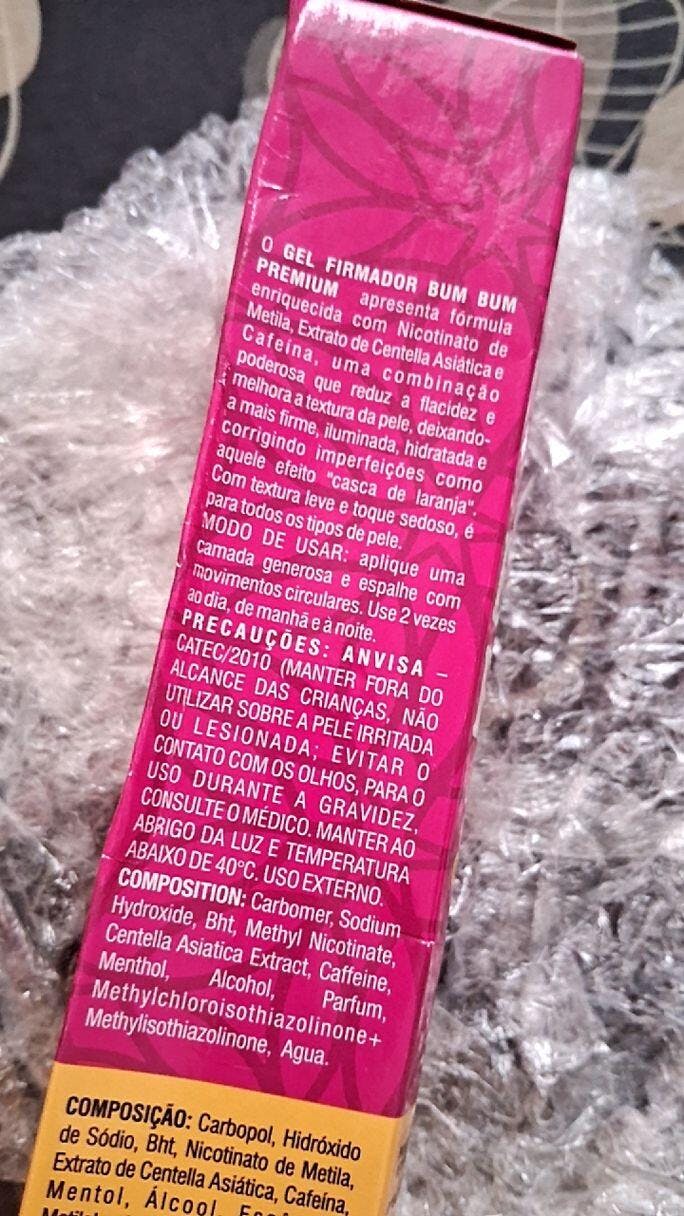 O GEL FIRMADOR BUM BUM
PREMIUM apresenta fórmula
enriquecida com Nicotinato de
Metila, Extrato de Centella Asiática e
Cafeína, uma combinação
poderosa que reduz a flacidez e
melhora a textura da pele, deixando-
a mais firme, iluminada, hidratada e
corrigindo imperfeições como
aquele efeito "casca de laranja".
Com textura leve e toque sedoso, é
para todos os tipos de pele.
MODO DE USAR: aplique uma
camada generosa e espalhe com
movimentos circulares. Use 2 vezes
ao dia, de manhã e à noite.
PRECAUÇÕES: ANVISA –
CATEC/2010 (MANTER FORA DO
ALCANCE DAS CRIANÇAS, NÃO
UTILIZAR SOBRE A PELE IRRITADA
OU LESIONADA; EVITAR O
CONTATO COM OS OLHOS, PARA O
USO DURANTE A GRAVIDEZ,
CONSULTE O MÉDICO. MANTER AO
ABRIGO DA LUZ E TEMPERATURA
ABAIXO DE 40°C. USO EXTERNO.
COMPOSITION: Carbomer, Sodium
Hydroxide, Bht, Methyl Nicotinate,
Centella Asiatica Extract, Caffeine,
Menthol, Alcohol, Parfum,
Methylchloroisothiazolinone+
Methylisothiazolinone, Agua.
COMPOSIÇÃO: Carbopol, Hidróxido
de Sódio, Bht, Nicotinato de Metila,
Extrato de Centella Asiática, Cafeína,
Mentol, Álcool,